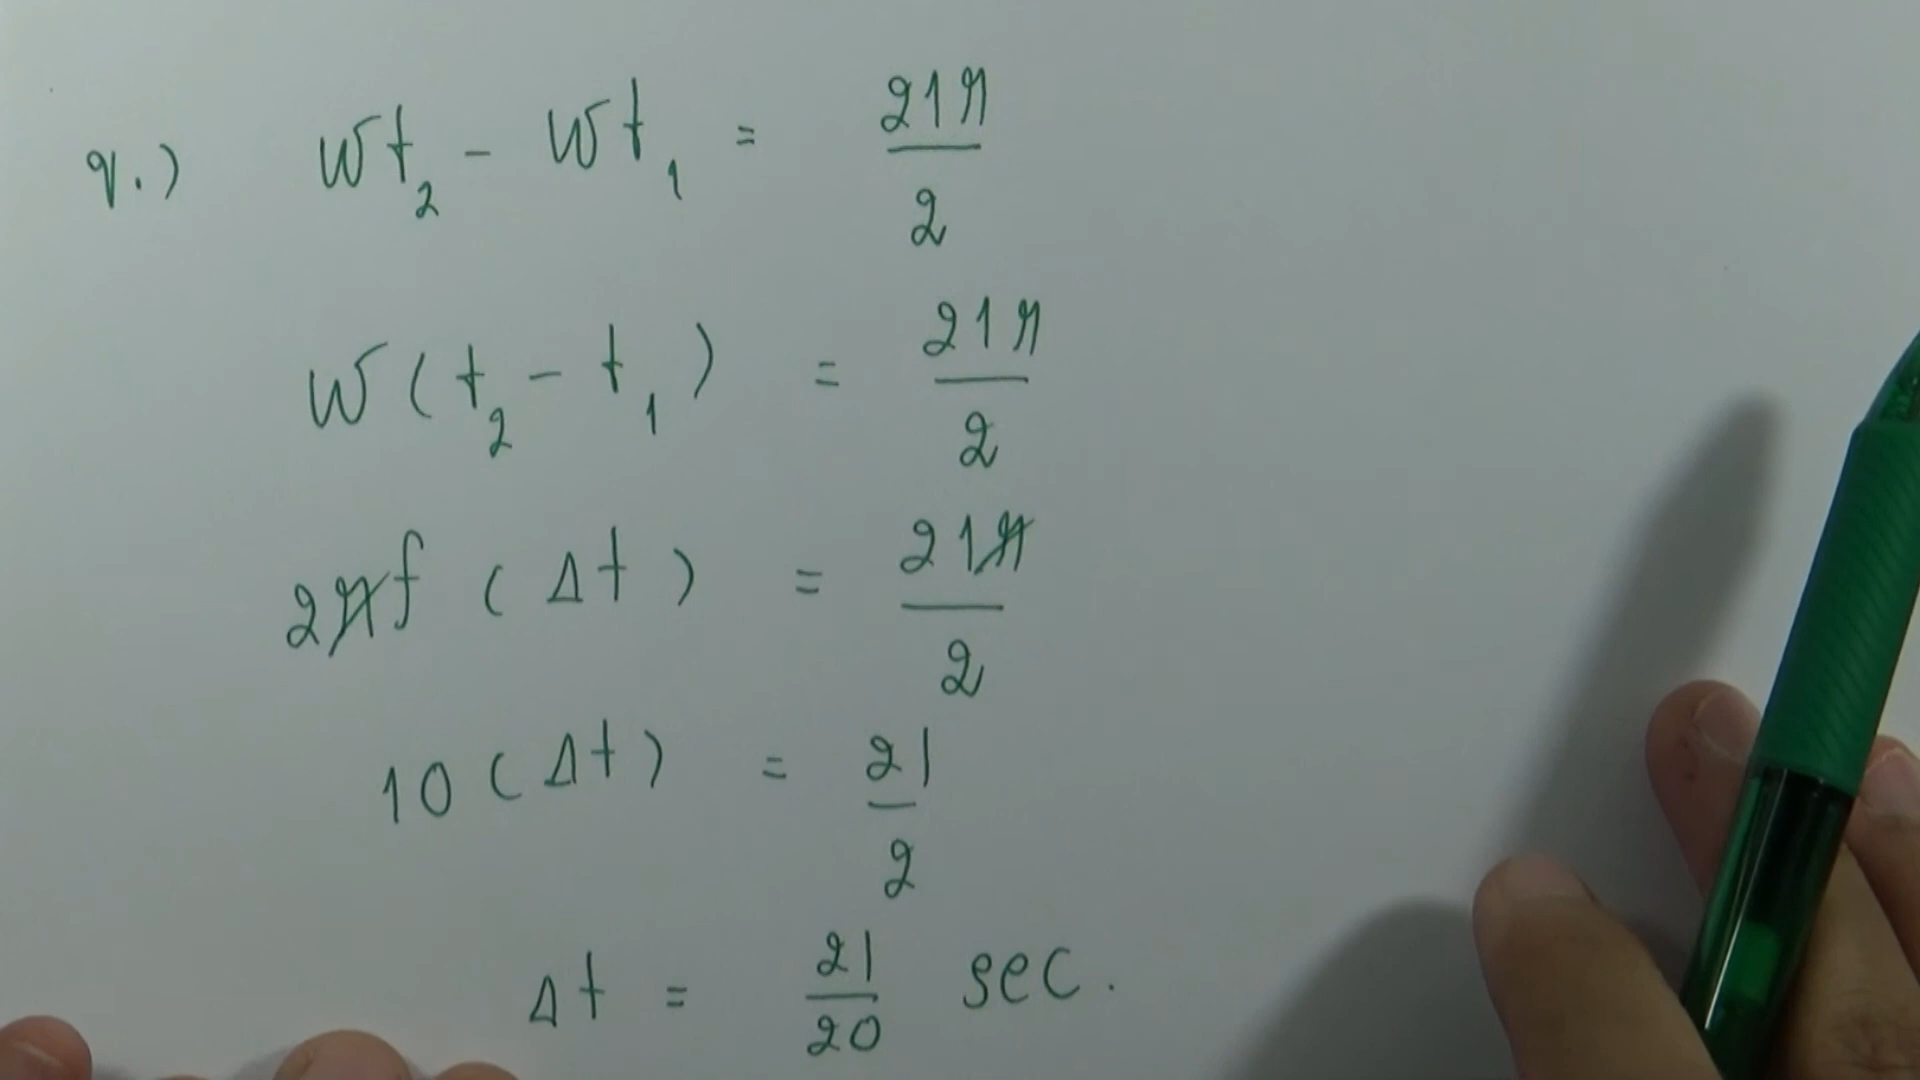 9.) wt₂ - wt₁ = 21π/2
w(t₂ - t₁) = 21π/2
2πf (Δt) = 21π/2
10 (Δt) = 21/2
Δt = 21/20 sec.